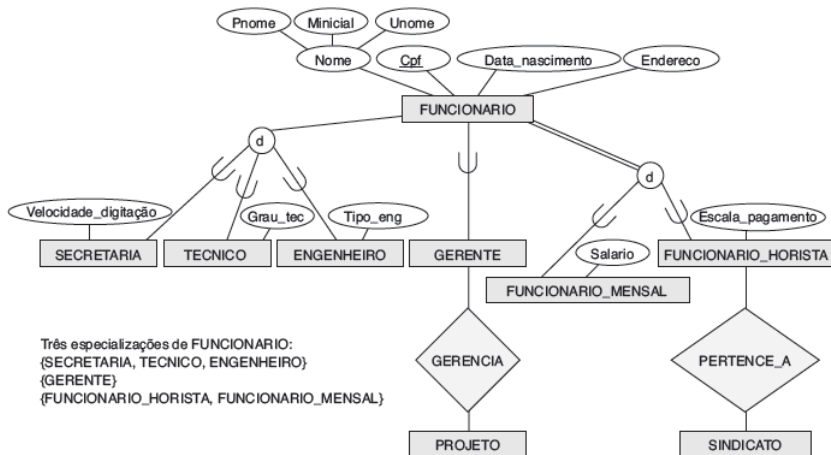 Pnome
Minicial
Unome
Nome
Cpf
Data_nascimento
Endereco
FUNCIONARIO
d
d
Velocidade_digitação
Grau_tec
Tipo_eng
Escala_pagamento
SECRETARIA
TECNICO
ENGENHEIRO
GERENTE
Salario
FUNCIONARIO_HORISTA
FUNCIONARIO_MENSAL
Três especializações de FUNCIONARIO:
{SECRETARIA, TECNICO, ENGENHEIRO}
{GERENTE}
{FUNCIONARIO_HORISTA, FUNCIONARIO_MENSAL}
GERENCIA
PERTENCE_A
PROJETO
SINDICATO